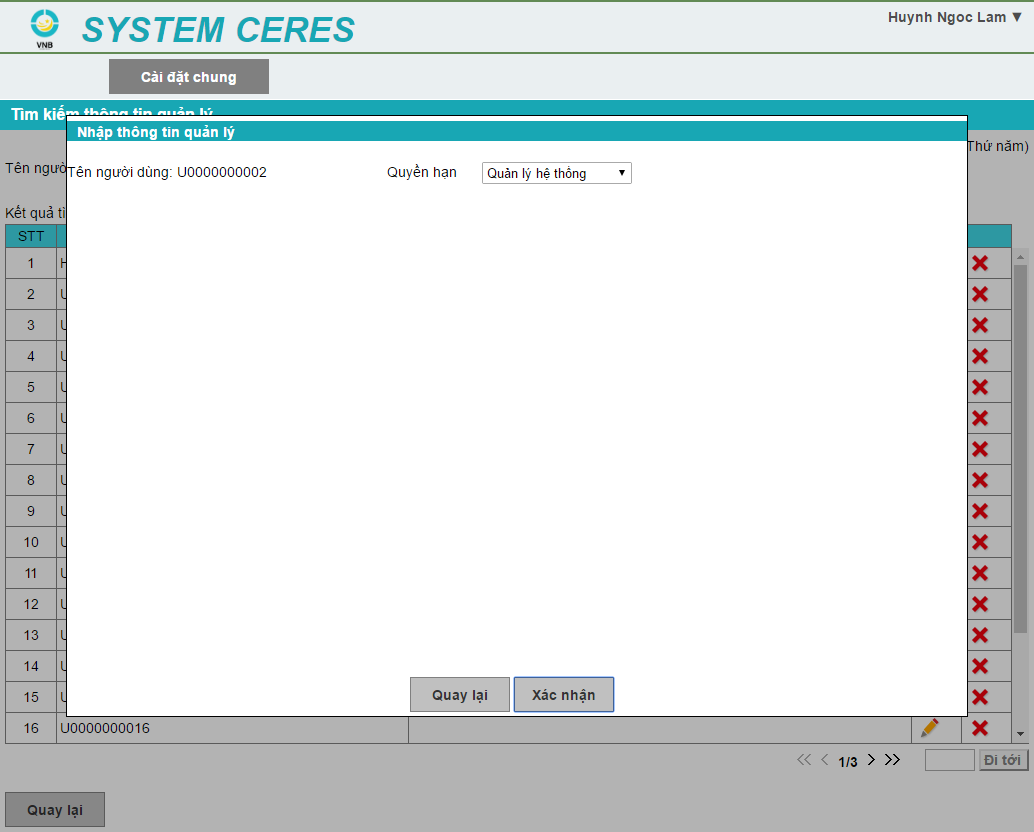 VNB
SYSTEM CERES
Huynh Ngoc Lam ▼
Cài đặt chung
Tìm kiếm thông tin quản lý
Nhập thông tin quản lý
Thứ năm)
Tên người
Tên người dùng: U0000000002
Quyền hạn
Quản lý hệ thống
Kết quả tì
STT
1 H
2 U
3 U
4 U
5 U
6 U
7 U
8 U
9 U
10 U
11 U
12 U
13 U
14 U
15 U
Quay lại
Xác nhận
16 U0000000016
1/3
Đi tới
Quay lại